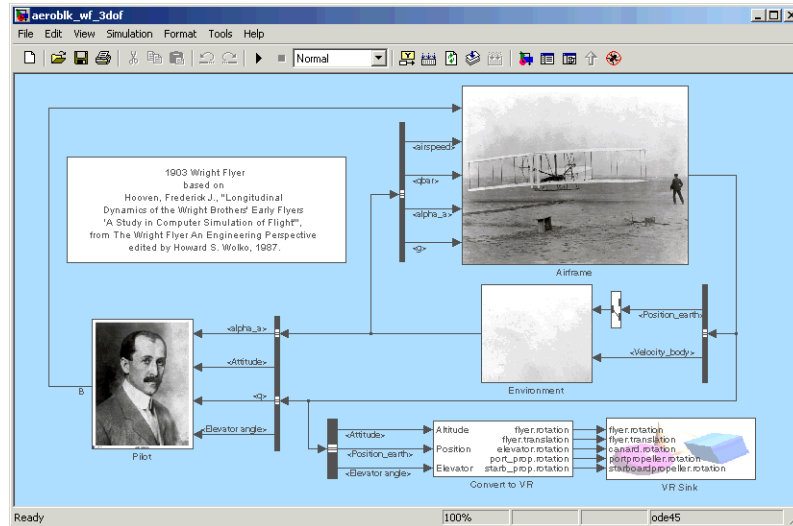 aeroblk_wf_3dof
File Edit View Simulation Format Tools Help
Normal
1903 Wright Flyer
based on
Hooven, Frederick J., "Longitudinal
Dynamics of the Wright Brothers' Early Flyers
'A Study in Computer Simulation of Flight'",
from The Wright Flyer An Engineering Perspective
edited by Howard S. Wolko, 1987.
<airspeed>
<qbar>
<alpha_a>
<g>
Airframe
<Position_earth>
<Velocity_body>
Environment
<alpha_a>
<Attitude>
<q>
<Elevator angle>
B
Pilot
<Attitude>
<Position_earth>
<Elevator angle>
Altitude
Position
Elevator
flyer.rotation
flyer.translation
elevator.rotation
port_prop.rotation
starb_prop.rotation
Convert to VR
flyer.rotation
flyer.translation
canard.rotation
portpropeller.rotation
starboardpropeller.rotation
VR Sink
Ready 100% ode45